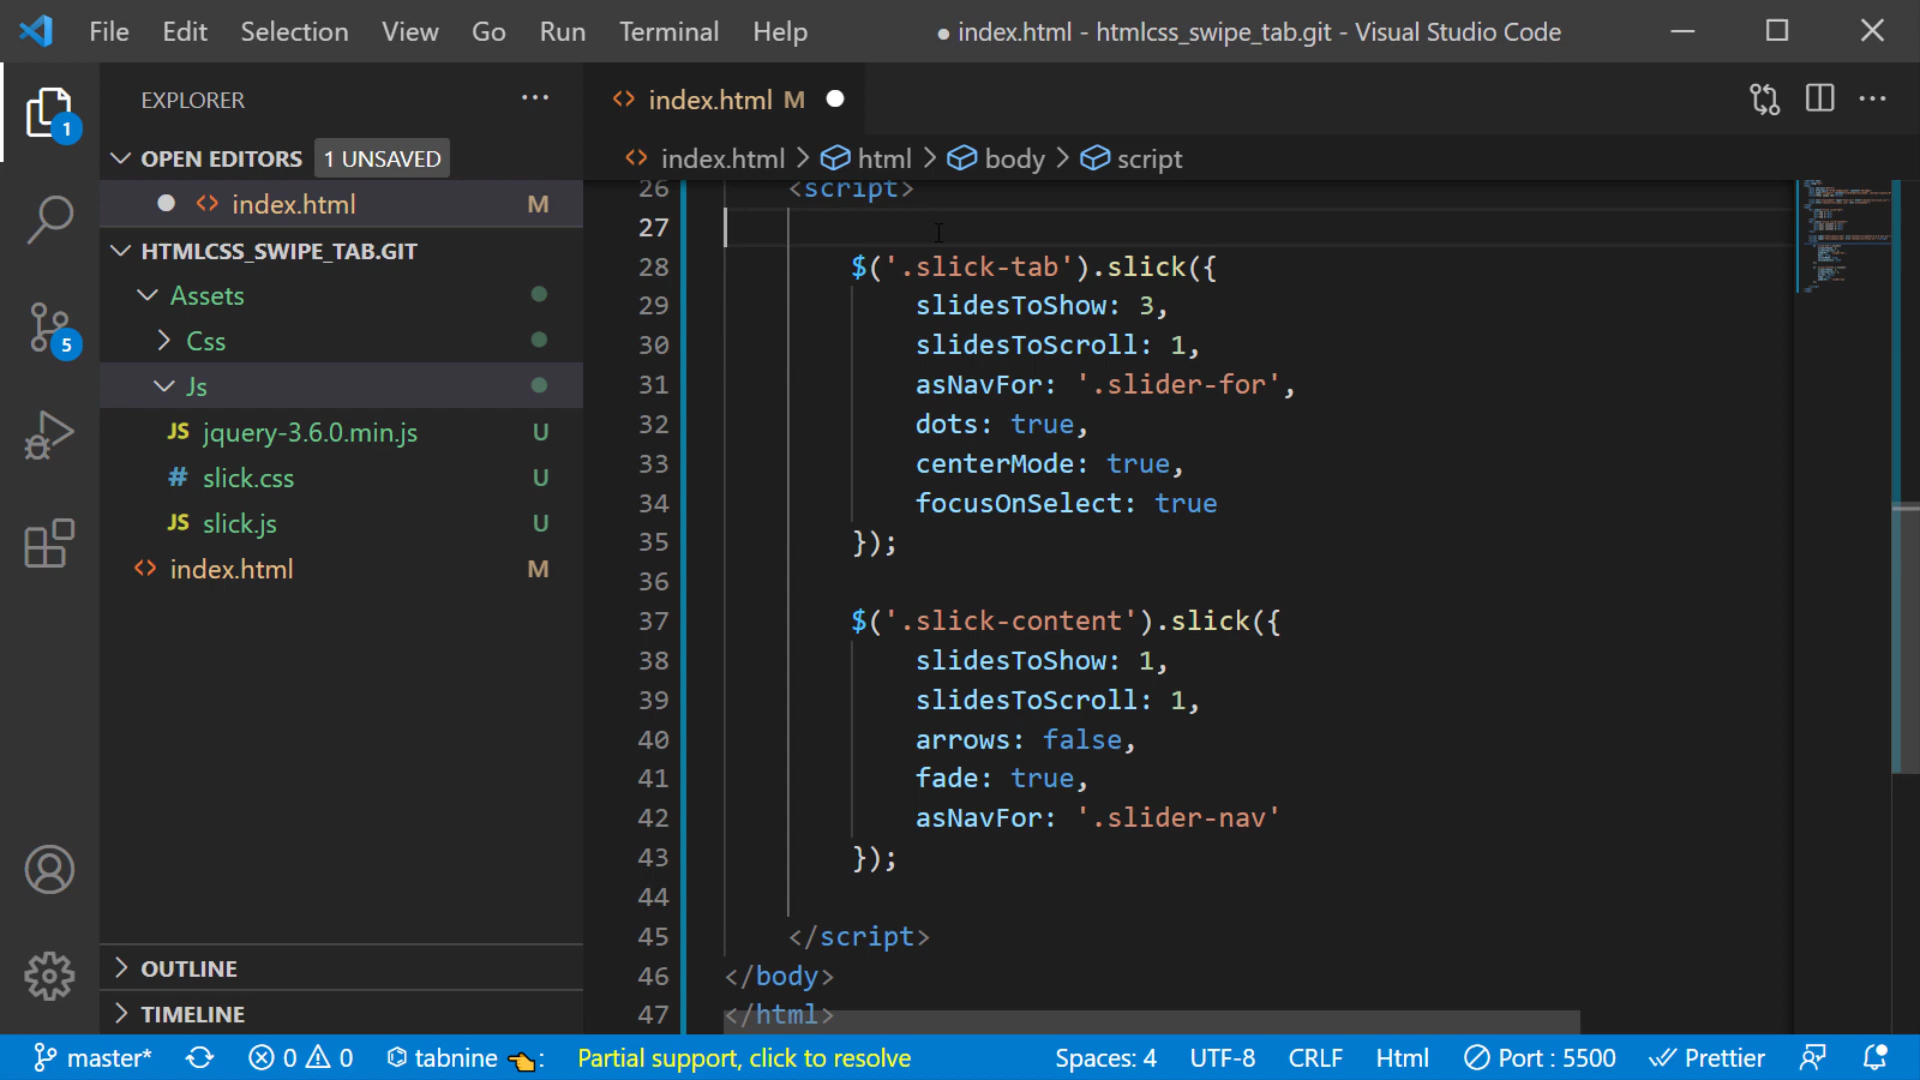 File Edit Selection View Go Run Terminal Help
● index.html - htmlcss_swipe_tab.git - Visual Studio Code
EXPLORER
OPEN EDITORS 1 UNSAVED
index.html M
HTMLCSS_SWIPE_TAB.GIT
Assets
Css
Js
JS jquery-3.6.0.min.js U
# slick.css U
JS slick.js U
index.html M
OUTLINE
TIMELINE
1
5
index.html M
index.html > html > body > script
26 <script>
27
28 $('.slick-tab').slick({
29 slidesToShow: 3,
30 slidesToScroll: 1,
31 asNavFor: '.slider-for',
32 dots: true,
33 centerMode: true,
34 focusOnSelect: true
35 });
36
37 $('.slick-content').slick({
38 slidesToShow: 1,
39 slidesToScroll: 1,
40 arrows: false,
41 fade: true,
42 asNavFor: '.slider-nav'
43 });
44
45 </script>
46 </body>
47 </html>
master* 0 0 tabnine 👈: Partial support, click to resolve Spaces: 4 UTF-8 CRLF Html Port : 5500 Prettier